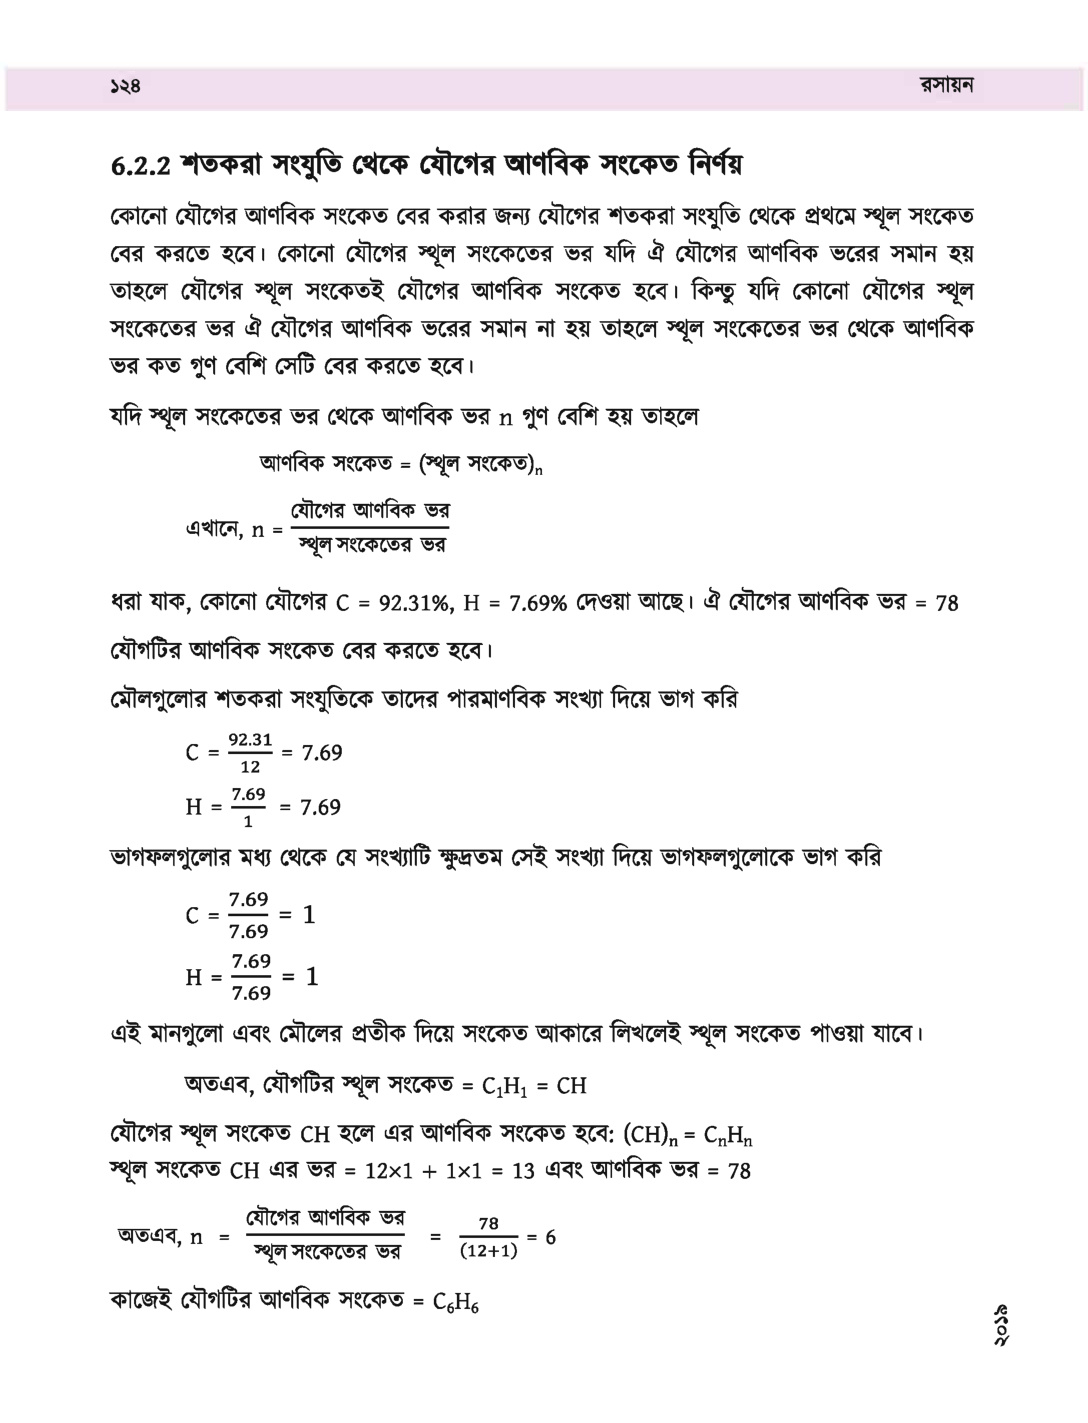 ১২৪ রসায়ন
6.2.2 শতকরা সংযুতি থেকে যৌগের আণবিক সংকেত নির্ণয়
কোনো যৌগের আণবিক সংকেত বের করার জন্য যৌগের শতকরা সংযুতি থেকে প্রথমে স্থূল সংকেত
বের করতে হবে। কোনো যৌগের স্থূল সংকেতের ভর যদি ঐ যৌগের আণবিক ভরের সমান হয়
তাহলে যৌগের স্থূল সংকেতই যৌগের আণবিক সংকেত হবে। কিন্তু যদি কোনো যৌগের স্থূল
সংকেতের ভর ঐ যৌগের আণবিক ভরের সমান না হয় তাহলে স্থূল সংকেতের ভর থেকে আণবিক
ভর কত গুণ বেশি সেটি বের করতে হবে।
যদি স্থূল সংকেতের ভর থেকে আণবিক ভর n গুণ বেশি হয় তাহলে
আণবিক সংকেত = (স্থূল সংকেত)ₙ
যৌগের আণবিক ভর
এখানে, n =
স্থূল সংকেতের ভর
ধরা যাক, কোনো যৌগের C = 92.31%, H = 7.69% দেওয়া আছে। ঐ যৌগের আণবিক ভর = 78
যৌগটির আণবিক সংকেত বের করতে হবে।
মৌলগুলোর শতকরা সংযুতিকে তাদের পারমাণবিক সংখ্যা দিয়ে ভাগ করি
C = 92.31/12 = 7.69
H = 7.69/1 = 7.69
ভাগফলগুলোর মধ্য থেকে যে সংখ্যাটি ক্ষুদ্রতম সেই সংখ্যা দিয়ে ভাগফলগুলোকে ভাগ করি
C = 7.69/7.69 = 1
H = 7.69/7.69 = 1
এই মানগুলো এবং মৌলের প্রতীক দিয়ে সংকেত আকারে লিখলেই স্থূল সংকেত পাওয়া যাবে।
অতএব, যৌগটির স্থূল সংকেত = C₁H₁ = CH
যৌগের স্থূল সংকেত CH হলে এর আণবিক সংকেত হবে: (CH)ₙ = CₙHₙ
স্থূল সংকেত CH এর ভর = 12×1 + 1×1 = 13 এবং আণবিক ভর = 78
অতএব, n = যৌগের আণবিক ভর/স্থূল সংকেতের ভর = 78/(12+1) = 6
কাজেই যৌগটির আণবিক সংকেত = C₆H₆
২০১৯